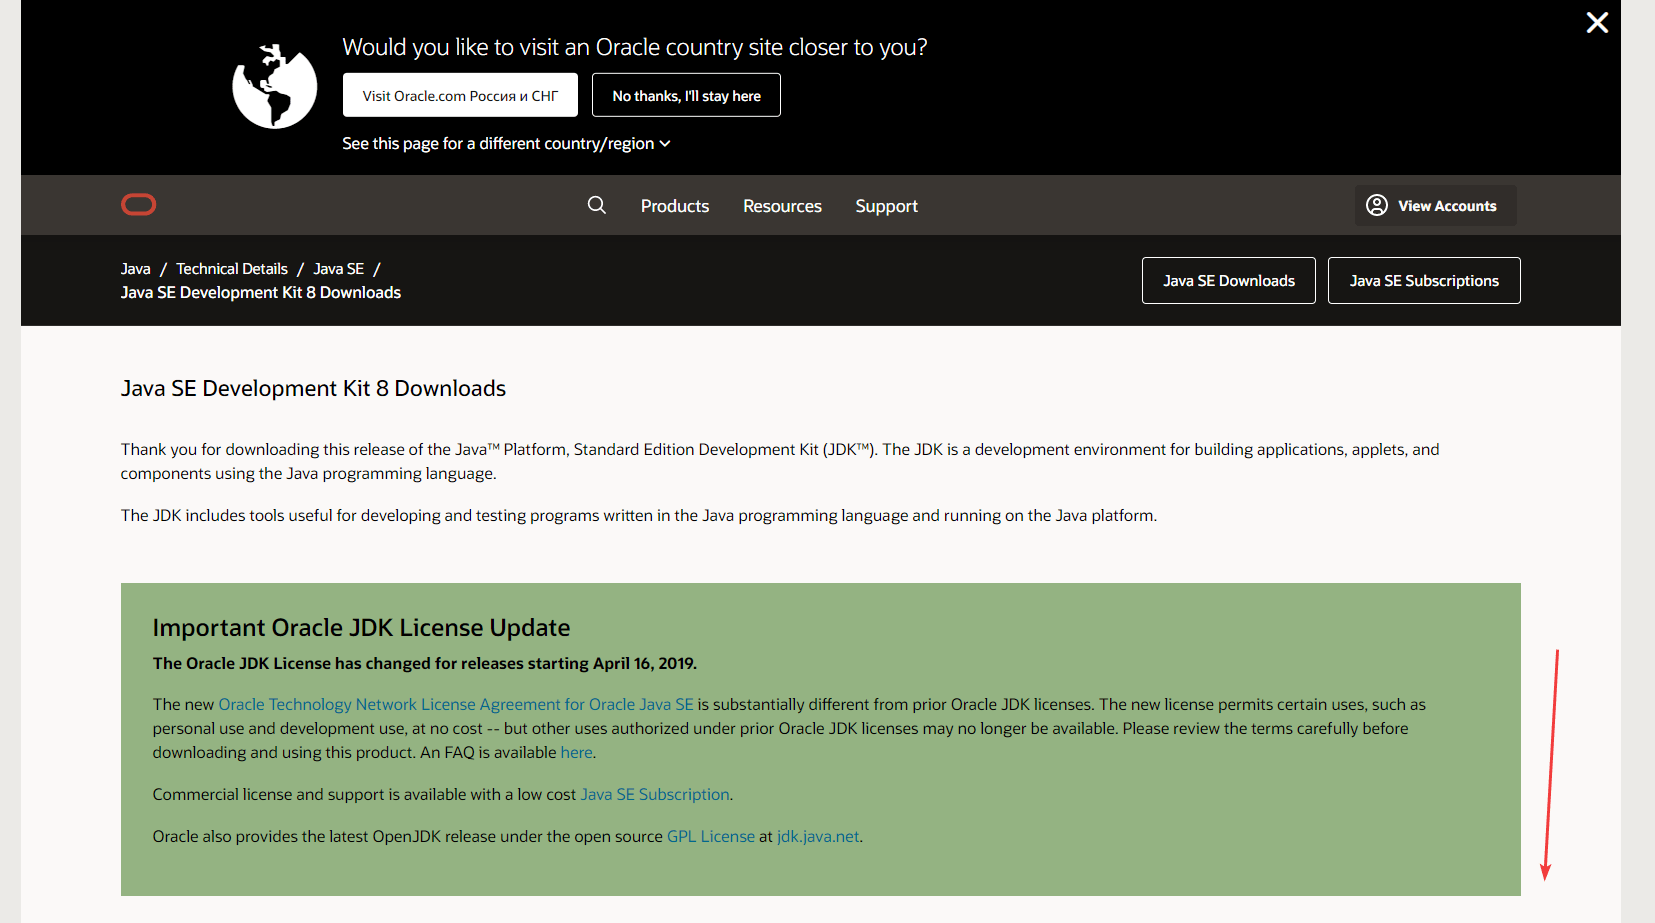 Would you like to visit an Oracle country site closer to you?
Visit Oracle.com Россия и СНГ
No thanks, I'll stay here
See this page for a different country/region
Products
Resources
Support
View Accounts
Java / Technical Details / Java SE /
Java SE Development Kit 8 Downloads
Java SE Downloads
Java SE Subscriptions
Java SE Development Kit 8 Downloads
Thank you for downloading this release of the Java™ Platform, Standard Edition Development Kit (JDK™). The JDK is a development environment for building applications, applets, and
components using the Java programming language.
The JDK includes tools useful for developing and testing programs written in the Java programming language and running on the Java platform.
Important Oracle JDK License Update
The Oracle JDK License has changed for releases starting April 16, 2019.
The new Oracle Technology Network License Agreement for Oracle Java SE is substantially different from prior Oracle JDK licenses. The new license permits certain uses, such as
personal use and development use, at no cost -- but other uses authorized under prior Oracle JDK licenses may no longer be available. Please review the terms carefully before
downloading and using this product. An FAQ is available here.
Commercial license and support is available with a low cost Java SE Subscription.
Oracle also provides the latest OpenJDK release under the open source GPL License at jdk.java.net.